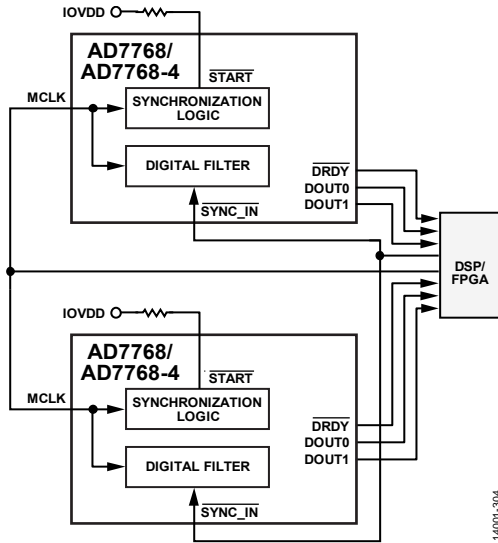 IOVDD
AD7768/
AD7768-4
START
MCLK
SYNCHRONIZATION
LOGIC
DIGITAL FILTER
DRDY
DOUT0
DOUT1
SYNC_IN
DSP/
FPGA
IOVDD
AD7768/
AD7768-4
START
MCLK
SYNCHRONIZATION
LOGIC
DRDY
DOUT0
DOUT1
DIGITAL FILTER
SYNC_IN
14001-304